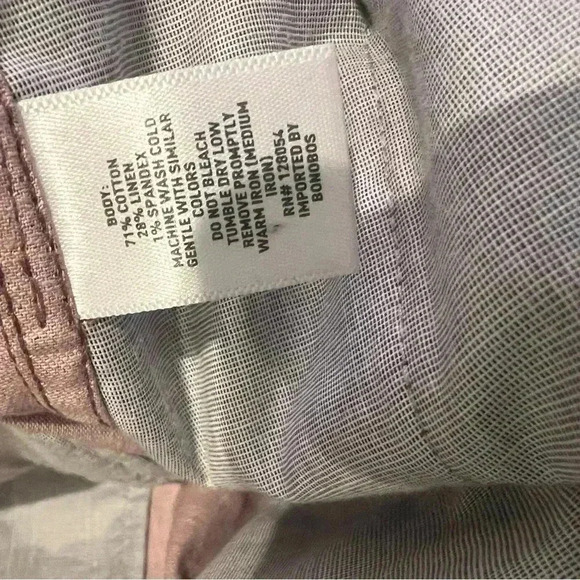 BODY:
71% COTTON
28% LINEN
1% SPANDEX
MACHINE WASH COLD
GENTLE WITH SIMILAR
COLORS
DO NOT BLEACH
TUMBLE DRY LOW
REMOVE PROMPTLY
WARM IRON (MEDIUM
IRON)
RN# 128054
IMPORTED BY
BONOBOS